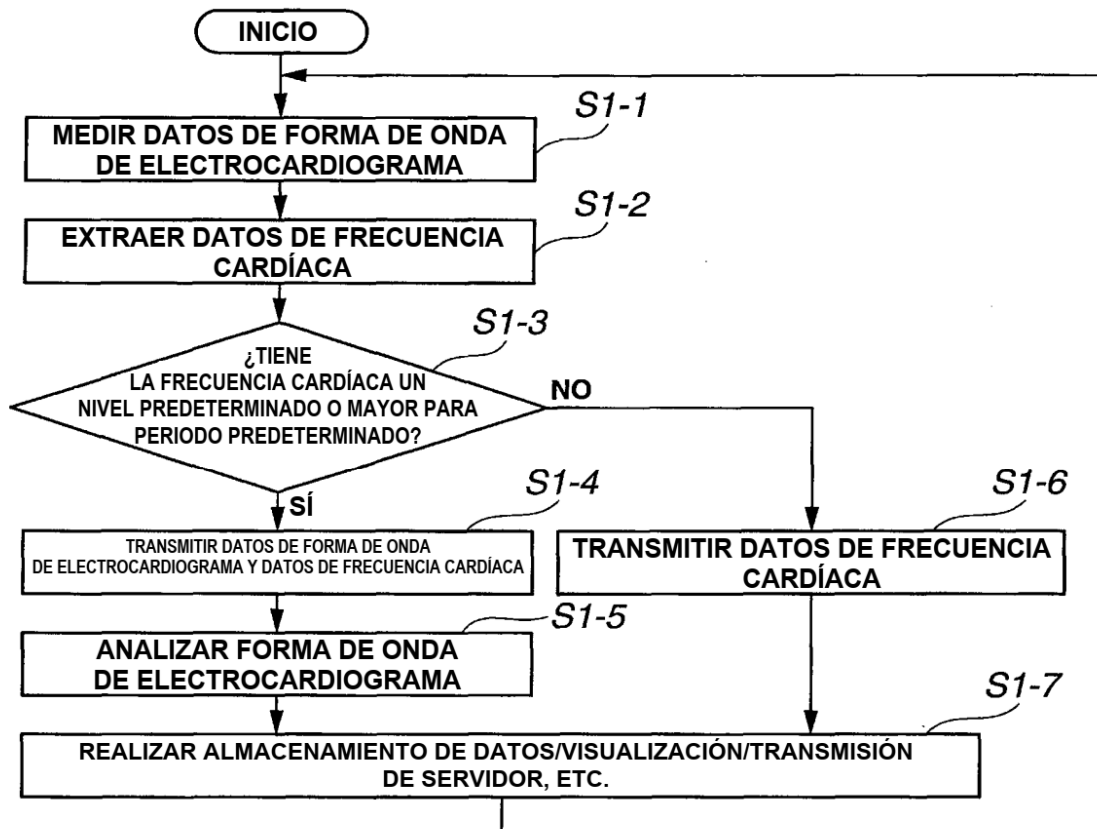 INICIO
S1-1
MEDIR DATOS DE FORMA DE ONDA
DE ELECTROCARDIOGRAMA
S1-2
EXTRAER DATOS DE FRECUENCIA
CARDÍACA
S1-3
¿TIENE
LA FRECUENCIA CARDÍACA UN
NIVEL PREDETERMINADO O MAYOR PARA
PERIODO PREDETERMINADO?
NO
SÍ
S1-4
TRANSMITIR DATOS DE FORMA DE ONDA
DE ELECTROCARDIOGRAMA Y DATOS DE FRECUENCIA CARDÍACA
S1-6
TRANSMITIR DATOS DE FRECUENCIA
CARDÍACA
S1-5
ANALIZAR FORMA DE ONDA
DE ELECTROCARDIOGRAMA
S1-7
REALIZAR ALMACENAMIENTO DE DATOS/VISUALIZACIÓN/TRANSMISIÓN
DE SERVIDOR, ETC.